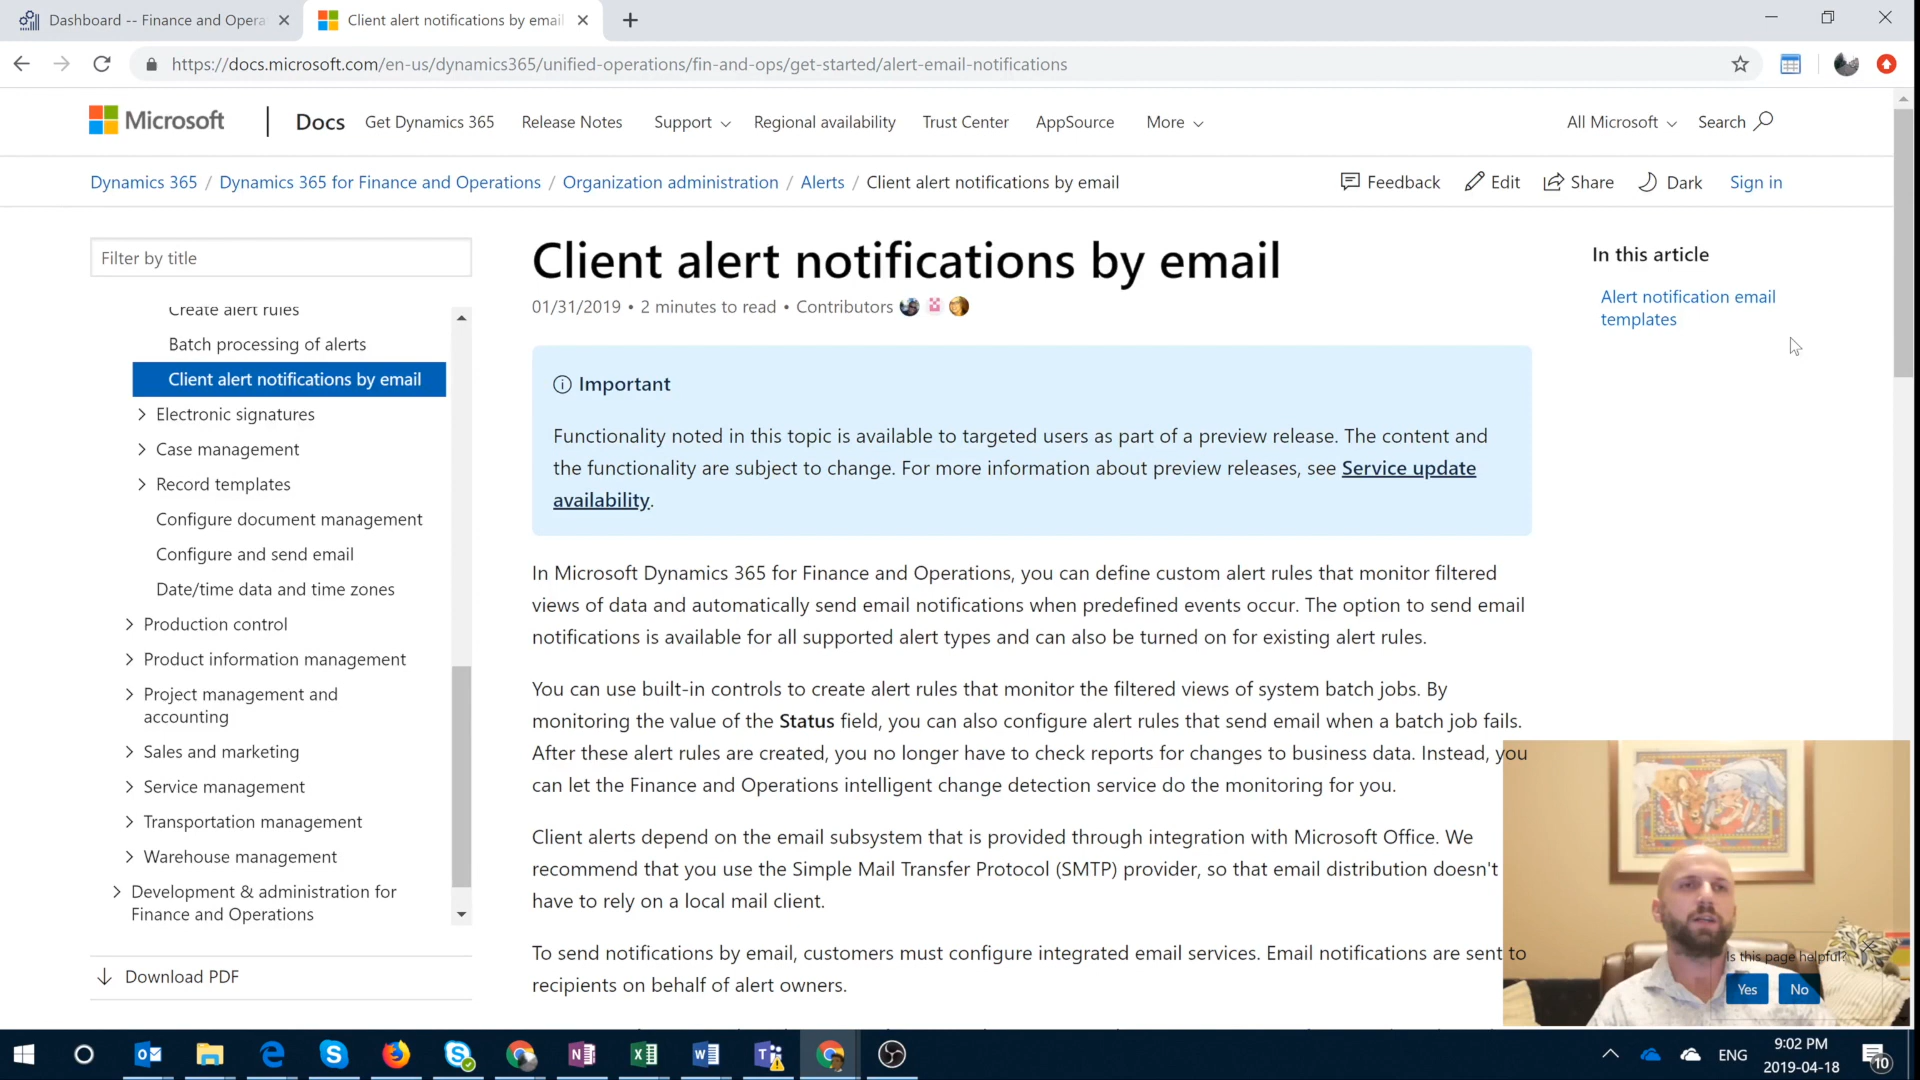 Dashboard -- Finance and Opera
Client alert notifications by emai
https://docs.microsoft.com/en-us/dynamics365/unified-operations/fin-and-ops/get-started/alert-email-notifications
Microsoft
Docs
Get Dynamics 365
Release Notes
Support
Regional availability
Trust Center
AppSource
More
All Microsoft
Search
Dynamics 365 / Dynamics 365 for Finance and Operations / Organization administration / Alerts / Client alert notifications by email
Feedback
Edit
Share
Dark
Sign in
Filter by title
Create alert rules
Batch processing of alerts
Client alert notifications by email
Electronic signatures
Case management
Record templates
Configure document management
Configure and send email
Date/time data and time zones
Production control
Product information management
Project management and
accounting
Sales and marketing
Service management
Transportation management
Warehouse management
Development & administration for
Finance and Operations
Download PDF
Client alert notifications by email
01/31/2019 • 2 minutes to read • Contributors
Important
Functionality noted in this topic is available to targeted users as part of a preview release. The content and
the functionality are subject to change. For more information about preview releases, see Service update
availability.
In Microsoft Dynamics 365 for Finance and Operations, you can define custom alert rules that monitor filtered
views of data and automatically send email notifications when predefined events occur. The option to send email
notifications is available for all supported alert types and can also be turned on for existing alert rules.
You can use built-in controls to create alert rules that monitor the filtered views of system batch jobs. By
monitoring the value of the Status field, you can also configure alert rules that send email when a batch job fails.
After these alert rules are created, you no longer have to check reports for changes to business data. Instead, you
can let the Finance and Operations intelligent change detection service do the monitoring for you.
Client alerts depend on the email subsystem that is provided through integration with Microsoft Office. We
recommend that you use the Simple Mail Transfer Protocol (SMTP) provider, so that email distribution doesn't
have to rely on a local mail client.
To send notifications by email, customers must configure integrated email services. Email notifications are sent to
recipients on behalf of alert owners.
In this article
Alert notification email
templates
Is this page helpful?
Yes
No
ENG
9:02 PM
2019-04-18
10